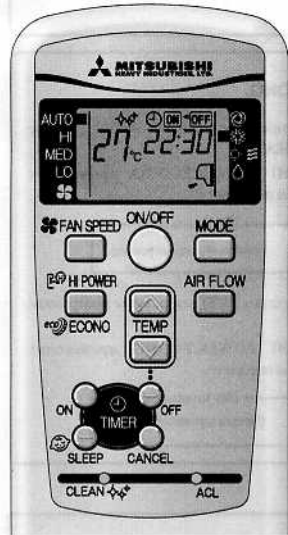 MITSUBISHI
HEAVY INDUSTRIES, LTD.
AUTO ON OFF
HI 27°C 22:30
MED
LO
FAN SPEED ON/OFF MODE
HI POWER AIR FLOW
eco ECONO TEMP
ON TIMER OFF
SLEEP CANCEL
CLEAN ACL